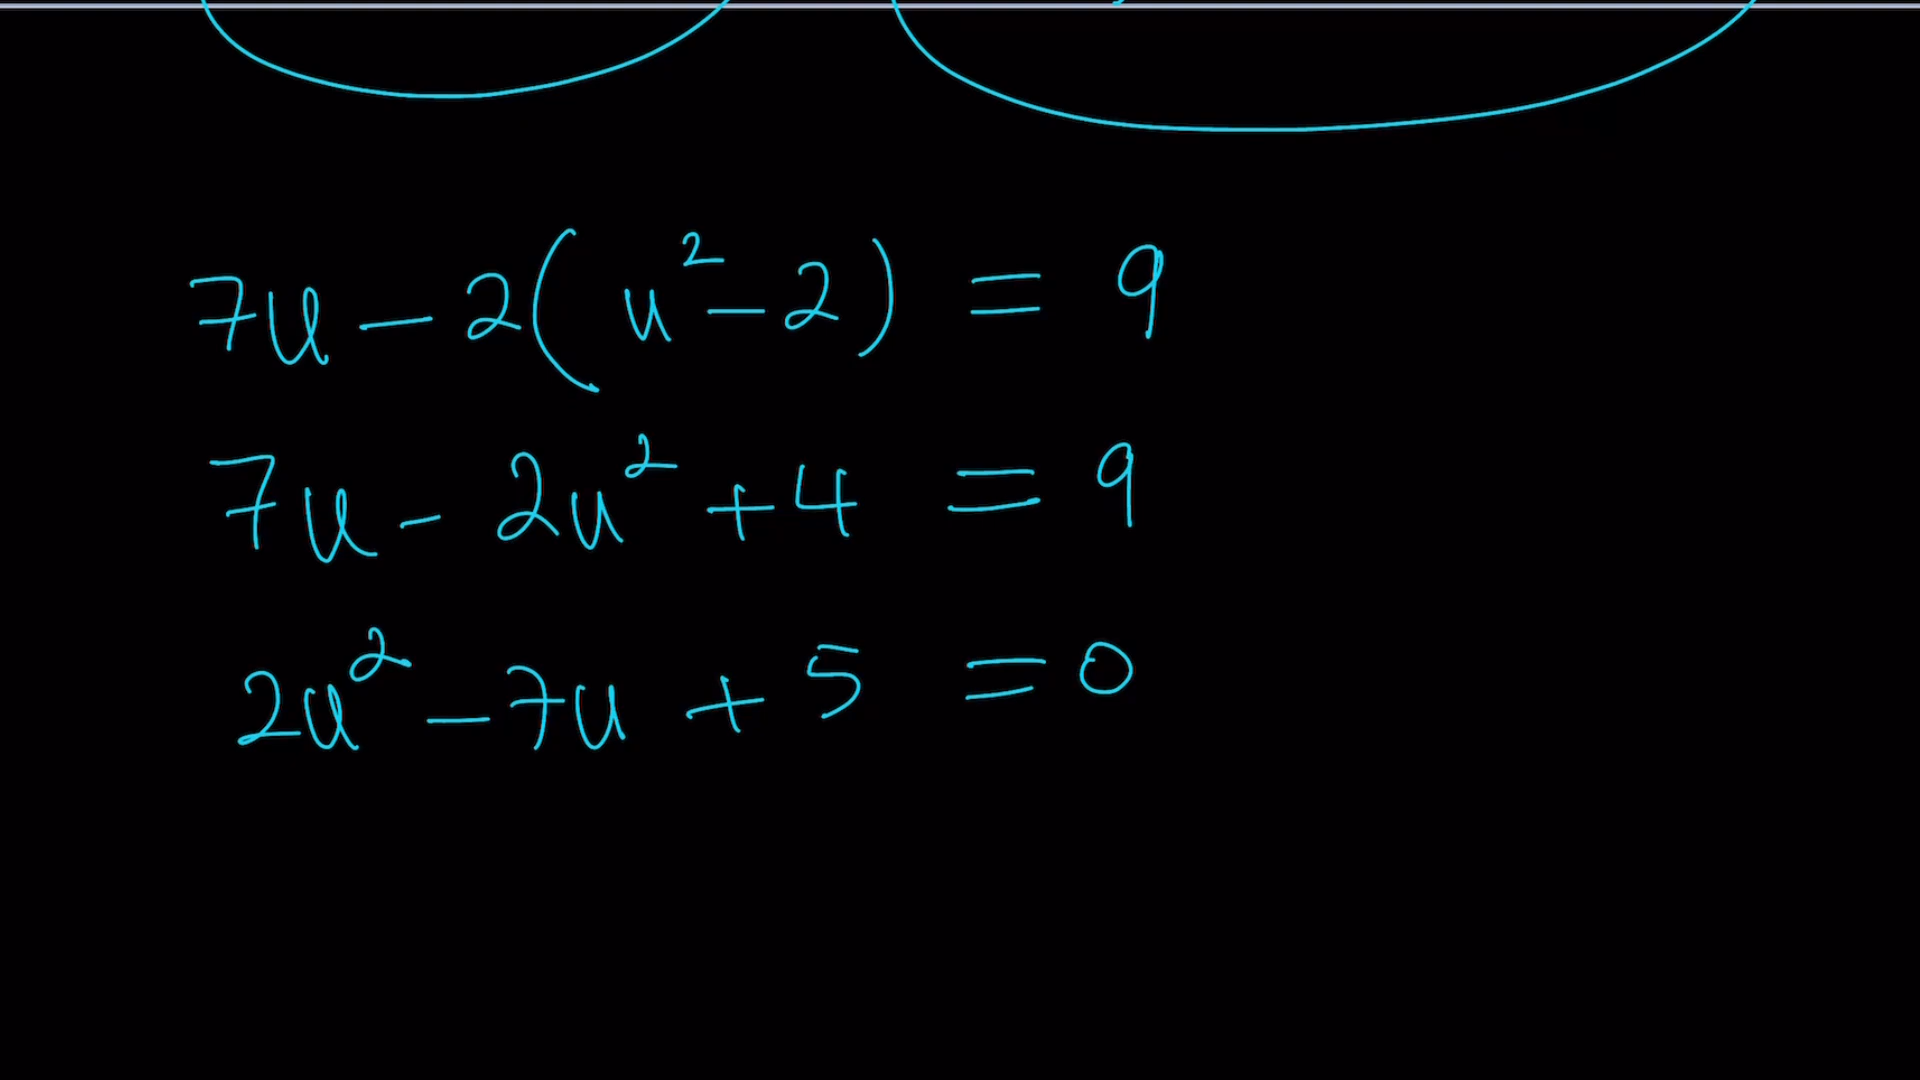 7u - 2(u² - 2) = 9
7u - 2u² + 4 = 9
2u² - 7u + 5 = 0